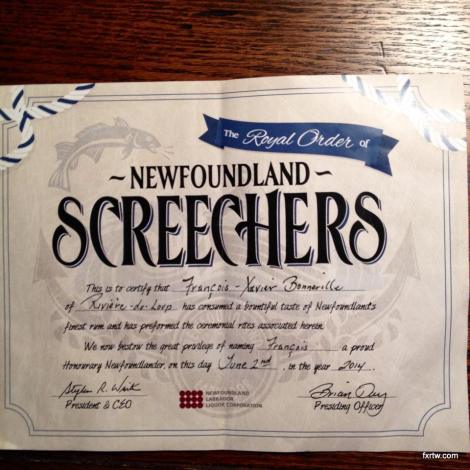 The Royal Order of
~ NEWFOUNDLAND ~
SCREECHERS
This is to certify that François-Xavier Bonneville
of Rivière-du-Loup has consumed a bountiful taste of Newfoundland's
finest rum and has preformed the ceremonial rites associated herein.
We now bestow the great privilege of naming François a proud
Honourary Newfoundlander, on this day June 2nd, in the year 2014.
President & CEO
NEWFOUNDLAND
LABRADOR
LIQUOR CORPORATION
Brian
Presiding Officer
fxrtw.com